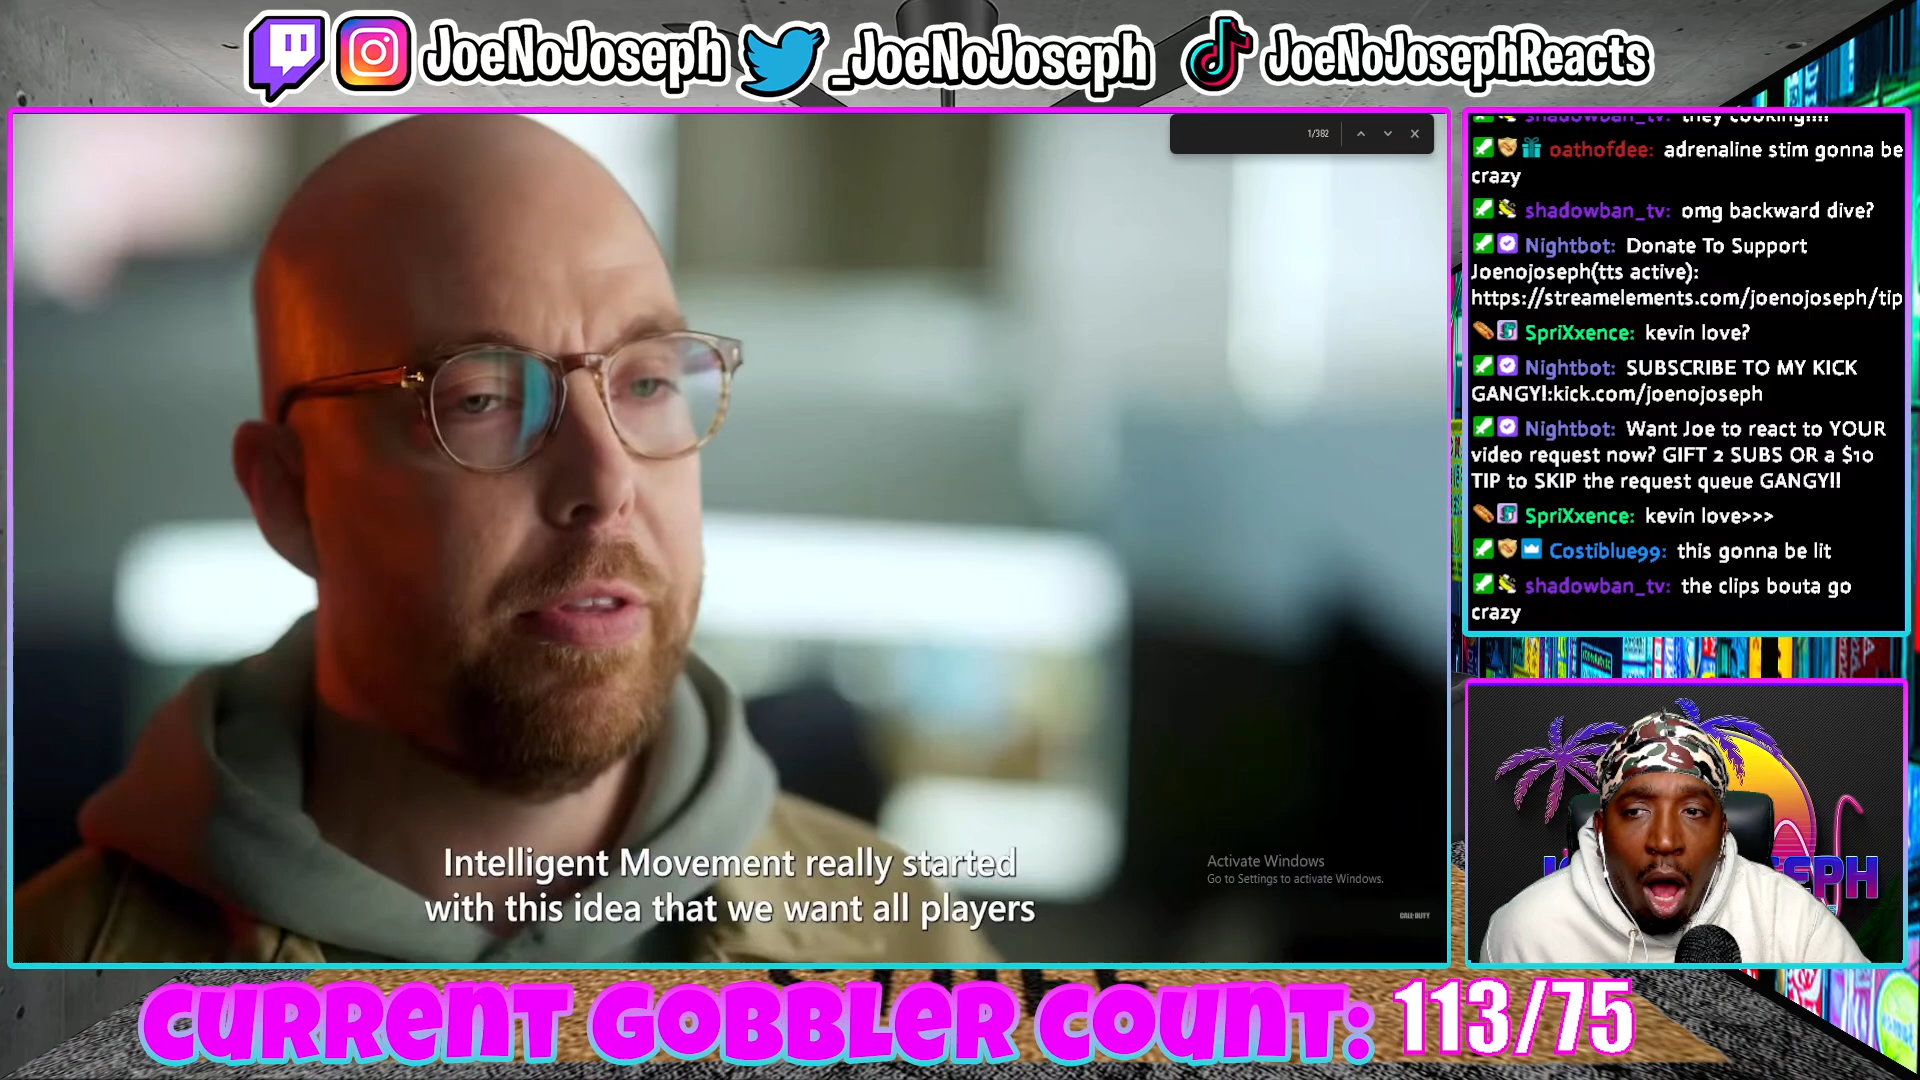 JoeNoJoseph
_JoeNoJoseph
JoeNoJosephReacts
1/382
shadowban_tv: they cooking!!!!
oathofdee: adrenaline stim gonna be
crazy
shadowban_tv: omg backward dive?
Nightbot: Donate To Support
Joenojoseph(tts active):
https://streamelements.com/joenojoseph/tip
SpriXxence: kevin love?
Nightbot: SUBSCRIBE TO MY KICK
GANGY!:kick.com/joenojoseph
Nightbot: Want Joe to react to YOUR
video request now? GIFT 2 SUBS OR a $10
TIP to SKIP the request queue GANGY!!
SpriXxence: kevin love>>>
Costiblue99: this gonna be lit
shadowban_tv: the clips bouta go
crazy
Intelligent Movement really started
with this idea that we want all players
Activate Windows
Go to Settings to activate Windows.
CALL·DUTY
CURRENT GOBBLER COUNT: 113/75